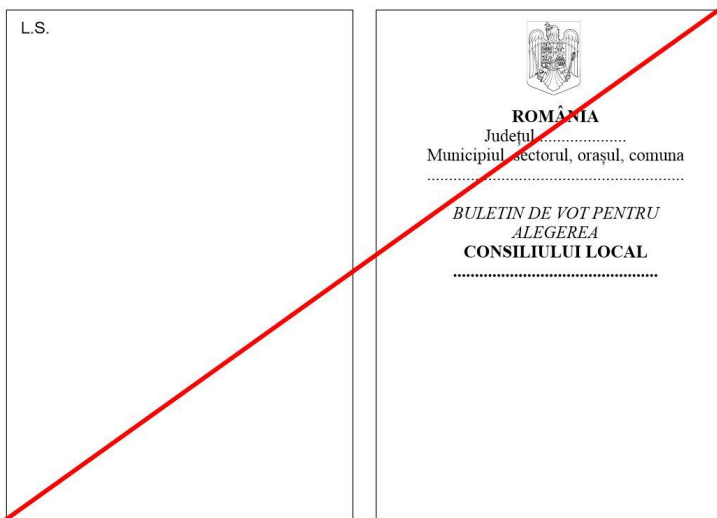 L.S.
ROMÂNIA
Județul....................
Municipiul, sectorul, orașul, comuna
...........................................................
BULETIN DE VOT PENTRU
ALEGEREA
CONSILIULUI LOCAL
...............................................